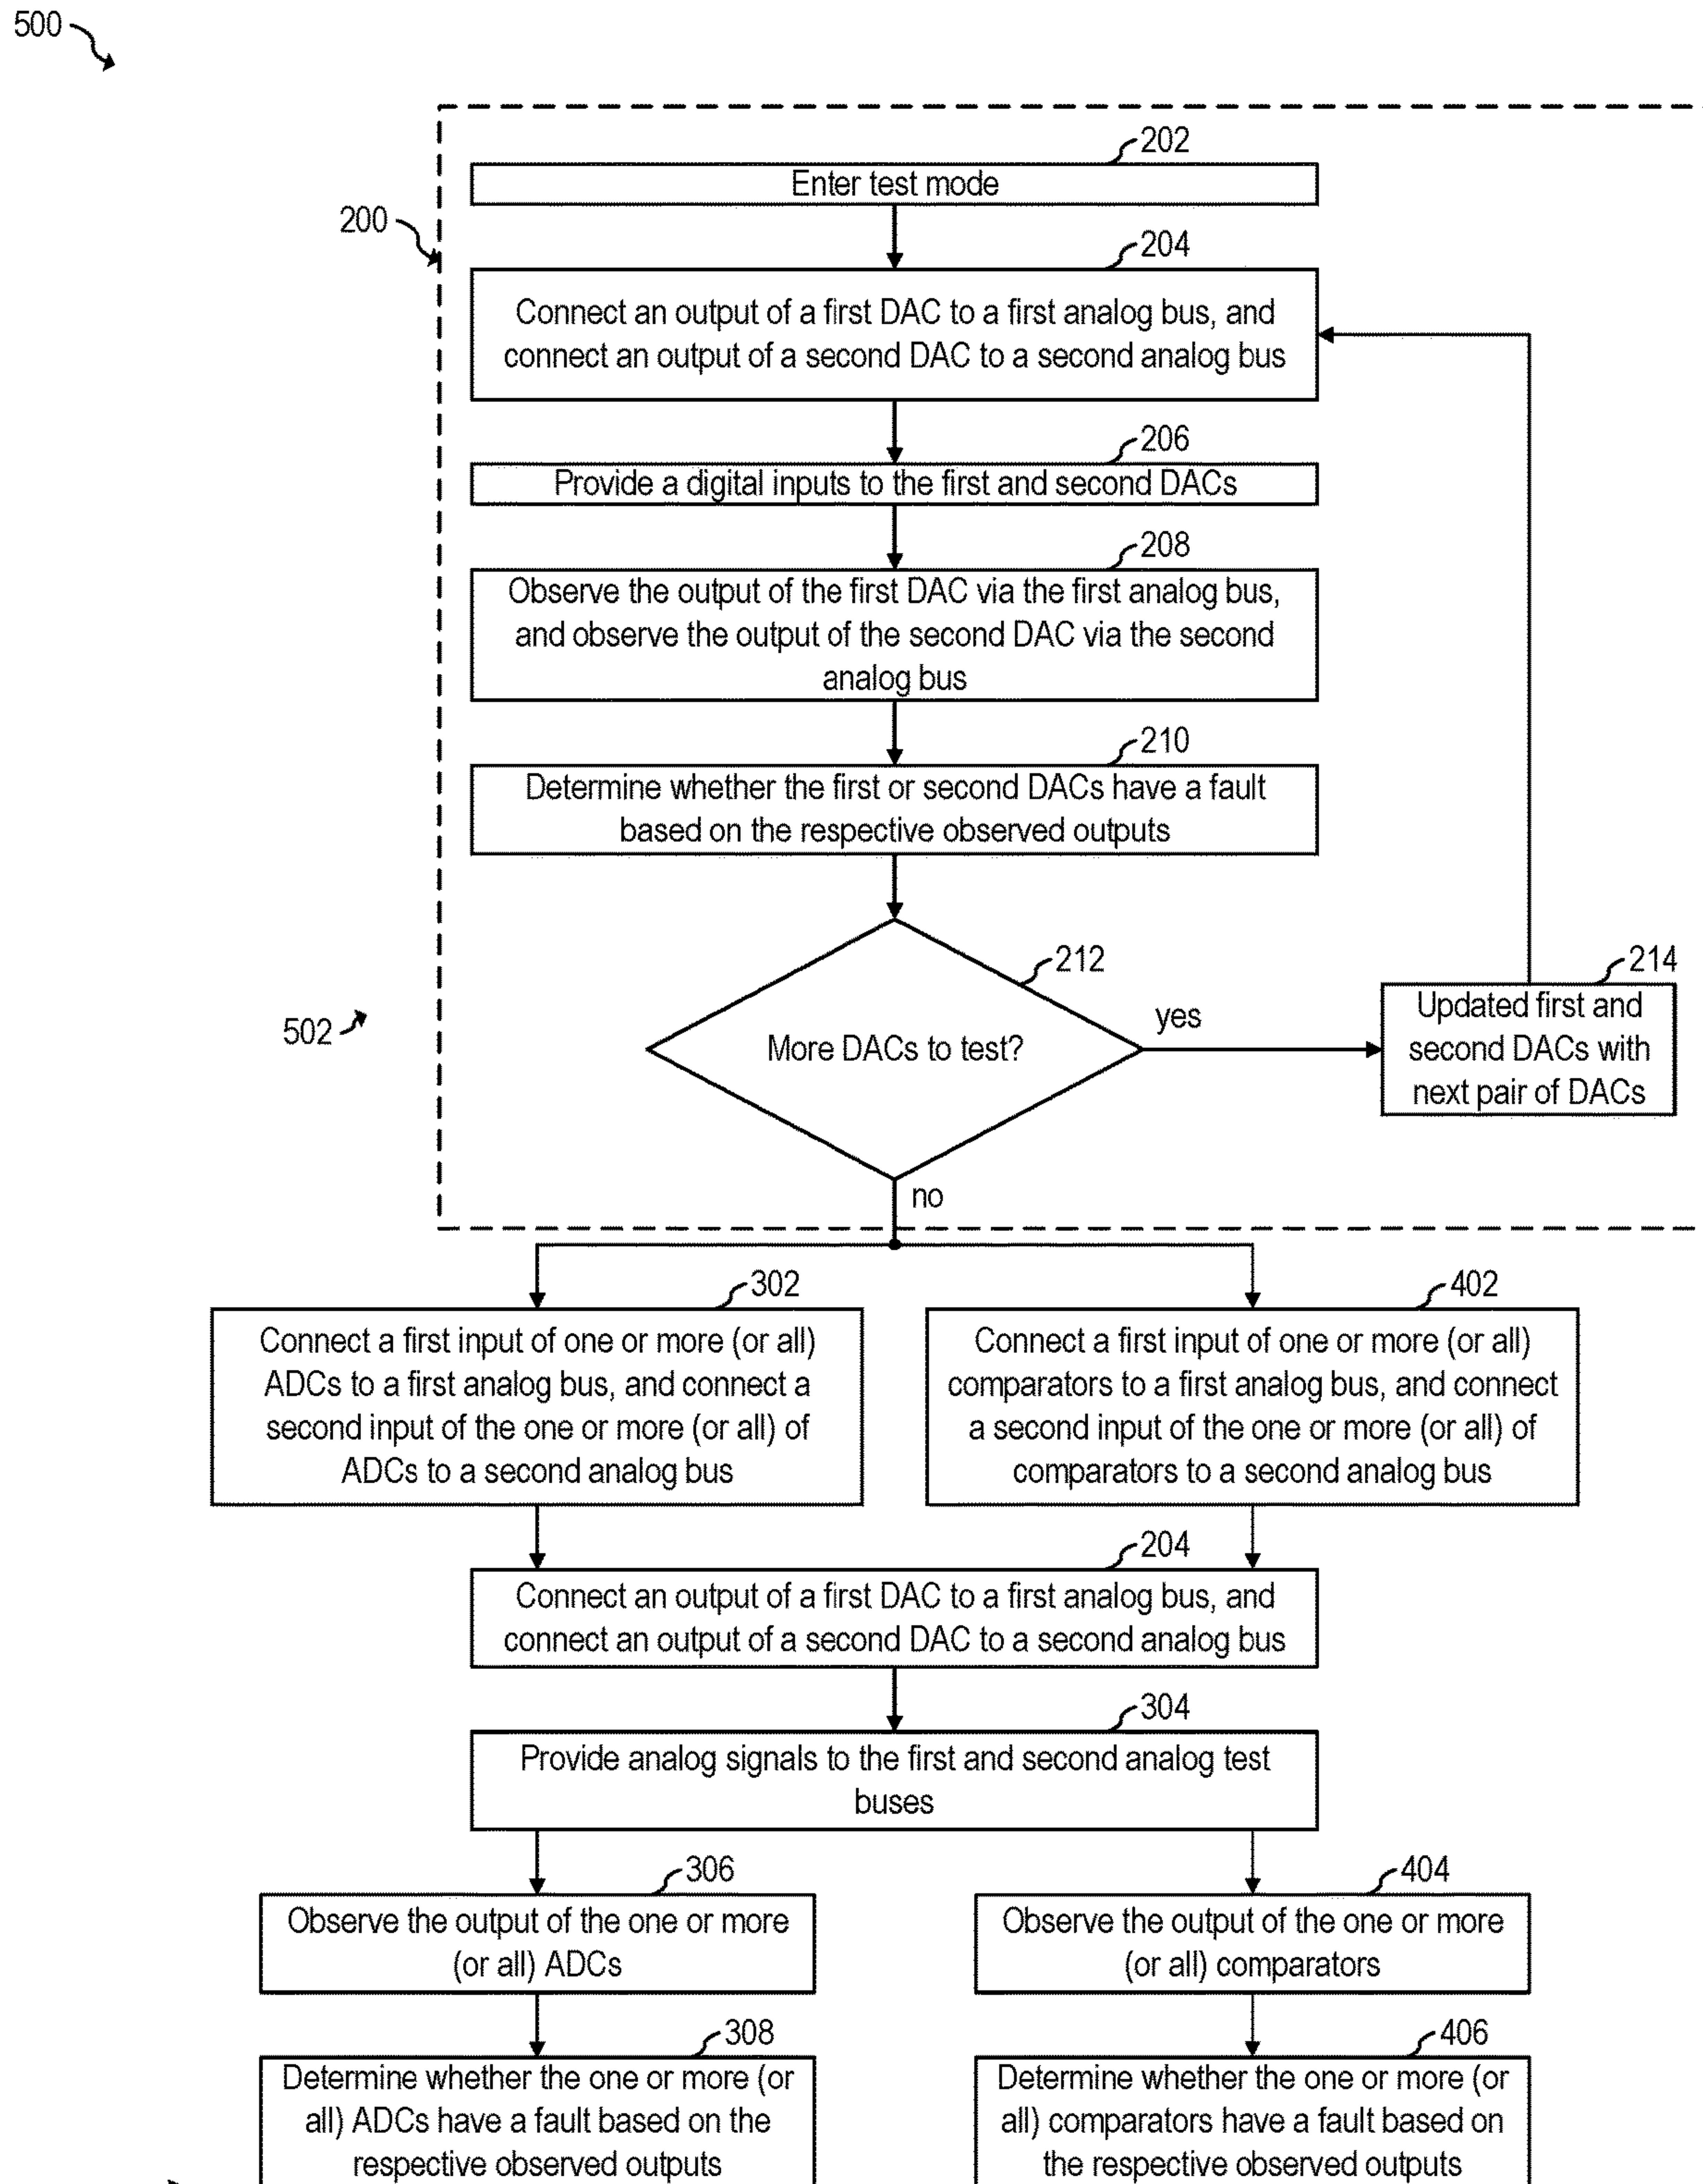 500
202
Enter test mode
200
204
Connect an output of a first DAC to a first analog bus, and
connect an output of a second DAC to a second analog bus
206
Provide a digital inputs to the first and second DACs
208
Observe the output of the first DAC via the first analog bus,
and observe the output of the second DAC via the second
analog bus
210
Determine whether the first or second DACs have a fault
based on the respective observed outputs
212
More DACs to test?
yes
214
Updated first and
second DACs with
next pair of DACs
502
no
302
Connect a first input of one or more (or all)
ADCs to a first analog bus, and connect a
second input of the one or more (or all) of
ADCs to a second analog bus
402
Connect a first input of one or more (or all)
comparators to a first analog bus, and connect
a second input of the one or more (or all) of
comparators to a second analog bus
204
Connect an output of a first DAC to a first analog bus, and
connect an output of a second DAC to a second analog bus
304
Provide analog signals to the first and second analog test
buses
306
Observe the output of the one or more
(or all) ADCs
404
Observe the output of the one or more
(or all) comparators
308
Determine whether the one or more (or
all) ADCs have a fault based on the
respective observed outputs
406
Determine whether the one or more (or
all) comparators have a fault based on
the respective observed outputs